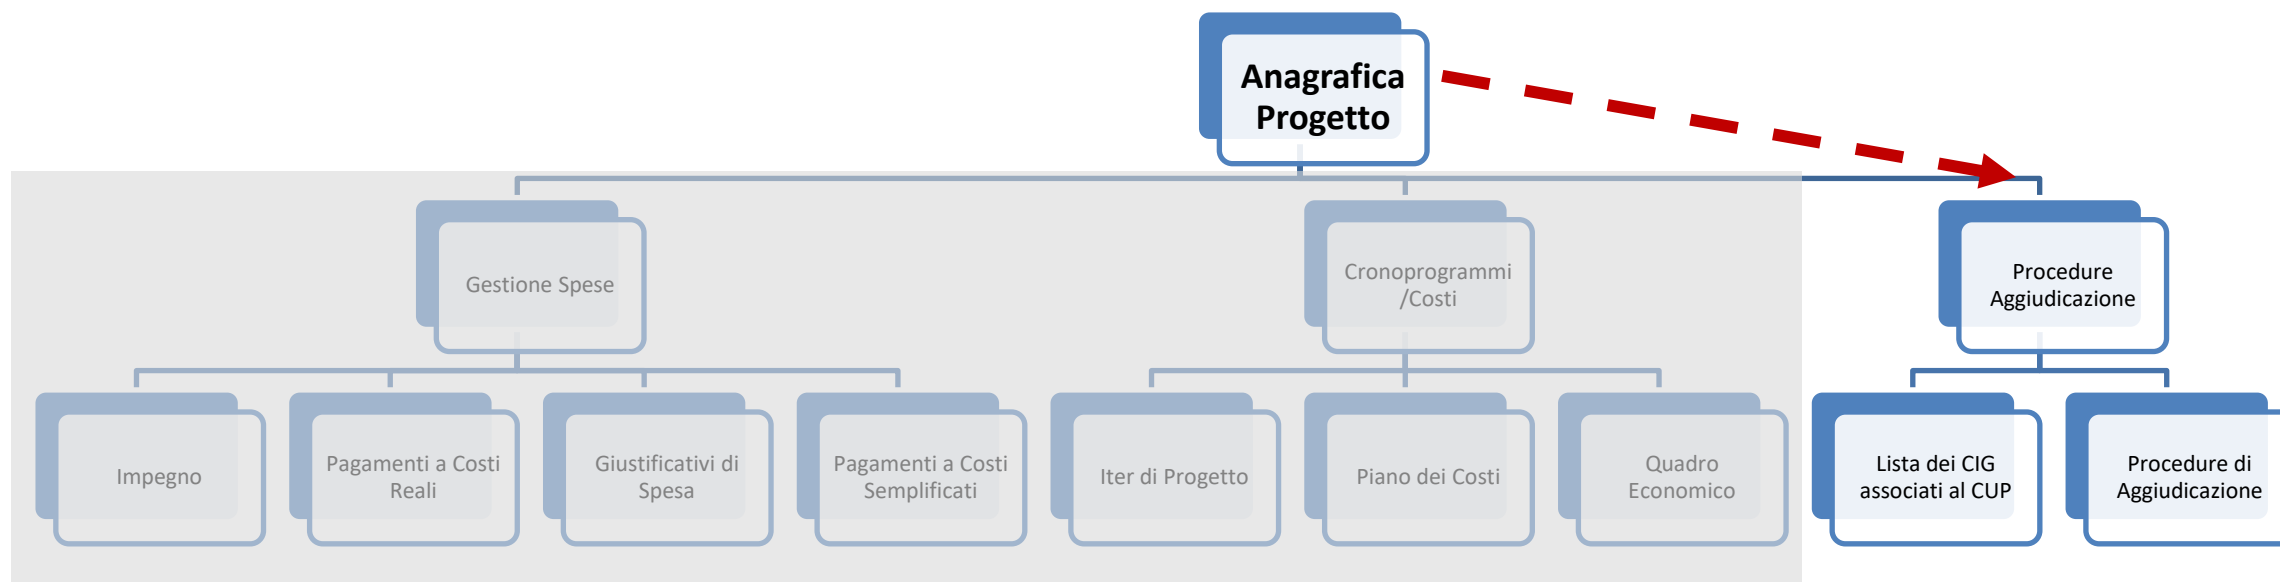 Anagrafica
Progetto
Gestione Spese
Cronoprogrammi
/Costi
Procedure
Aggiudicazione
Impegno
Pagamenti a Costi
Reali
Giustificativi di
Spesa
Pagamenti a Costi
Semplificati
Iter di Progetto
Piano dei Costi
Quadro
Economico
Lista dei CIG
associati al CUP
Procedure di
Aggiudicazione